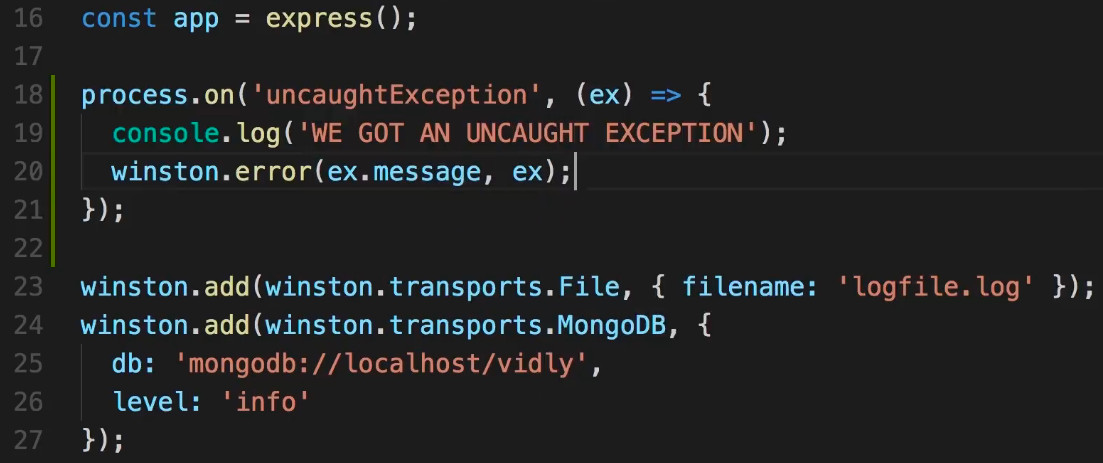 16 const app = express();
17
18 process.on('uncaughtException', (ex) => {
19   console.log('WE GOT AN UNCAUGHT EXCEPTION');
20   winston.error(ex.message, ex);
21 });
22
23 winston.add(winston.transports.File, { filename: 'logfile.log' });
24 winston.add(winston.transports.MongoDB, {
25   db: 'mongodb://localhost/vidly',
26   level: 'info'
27 });